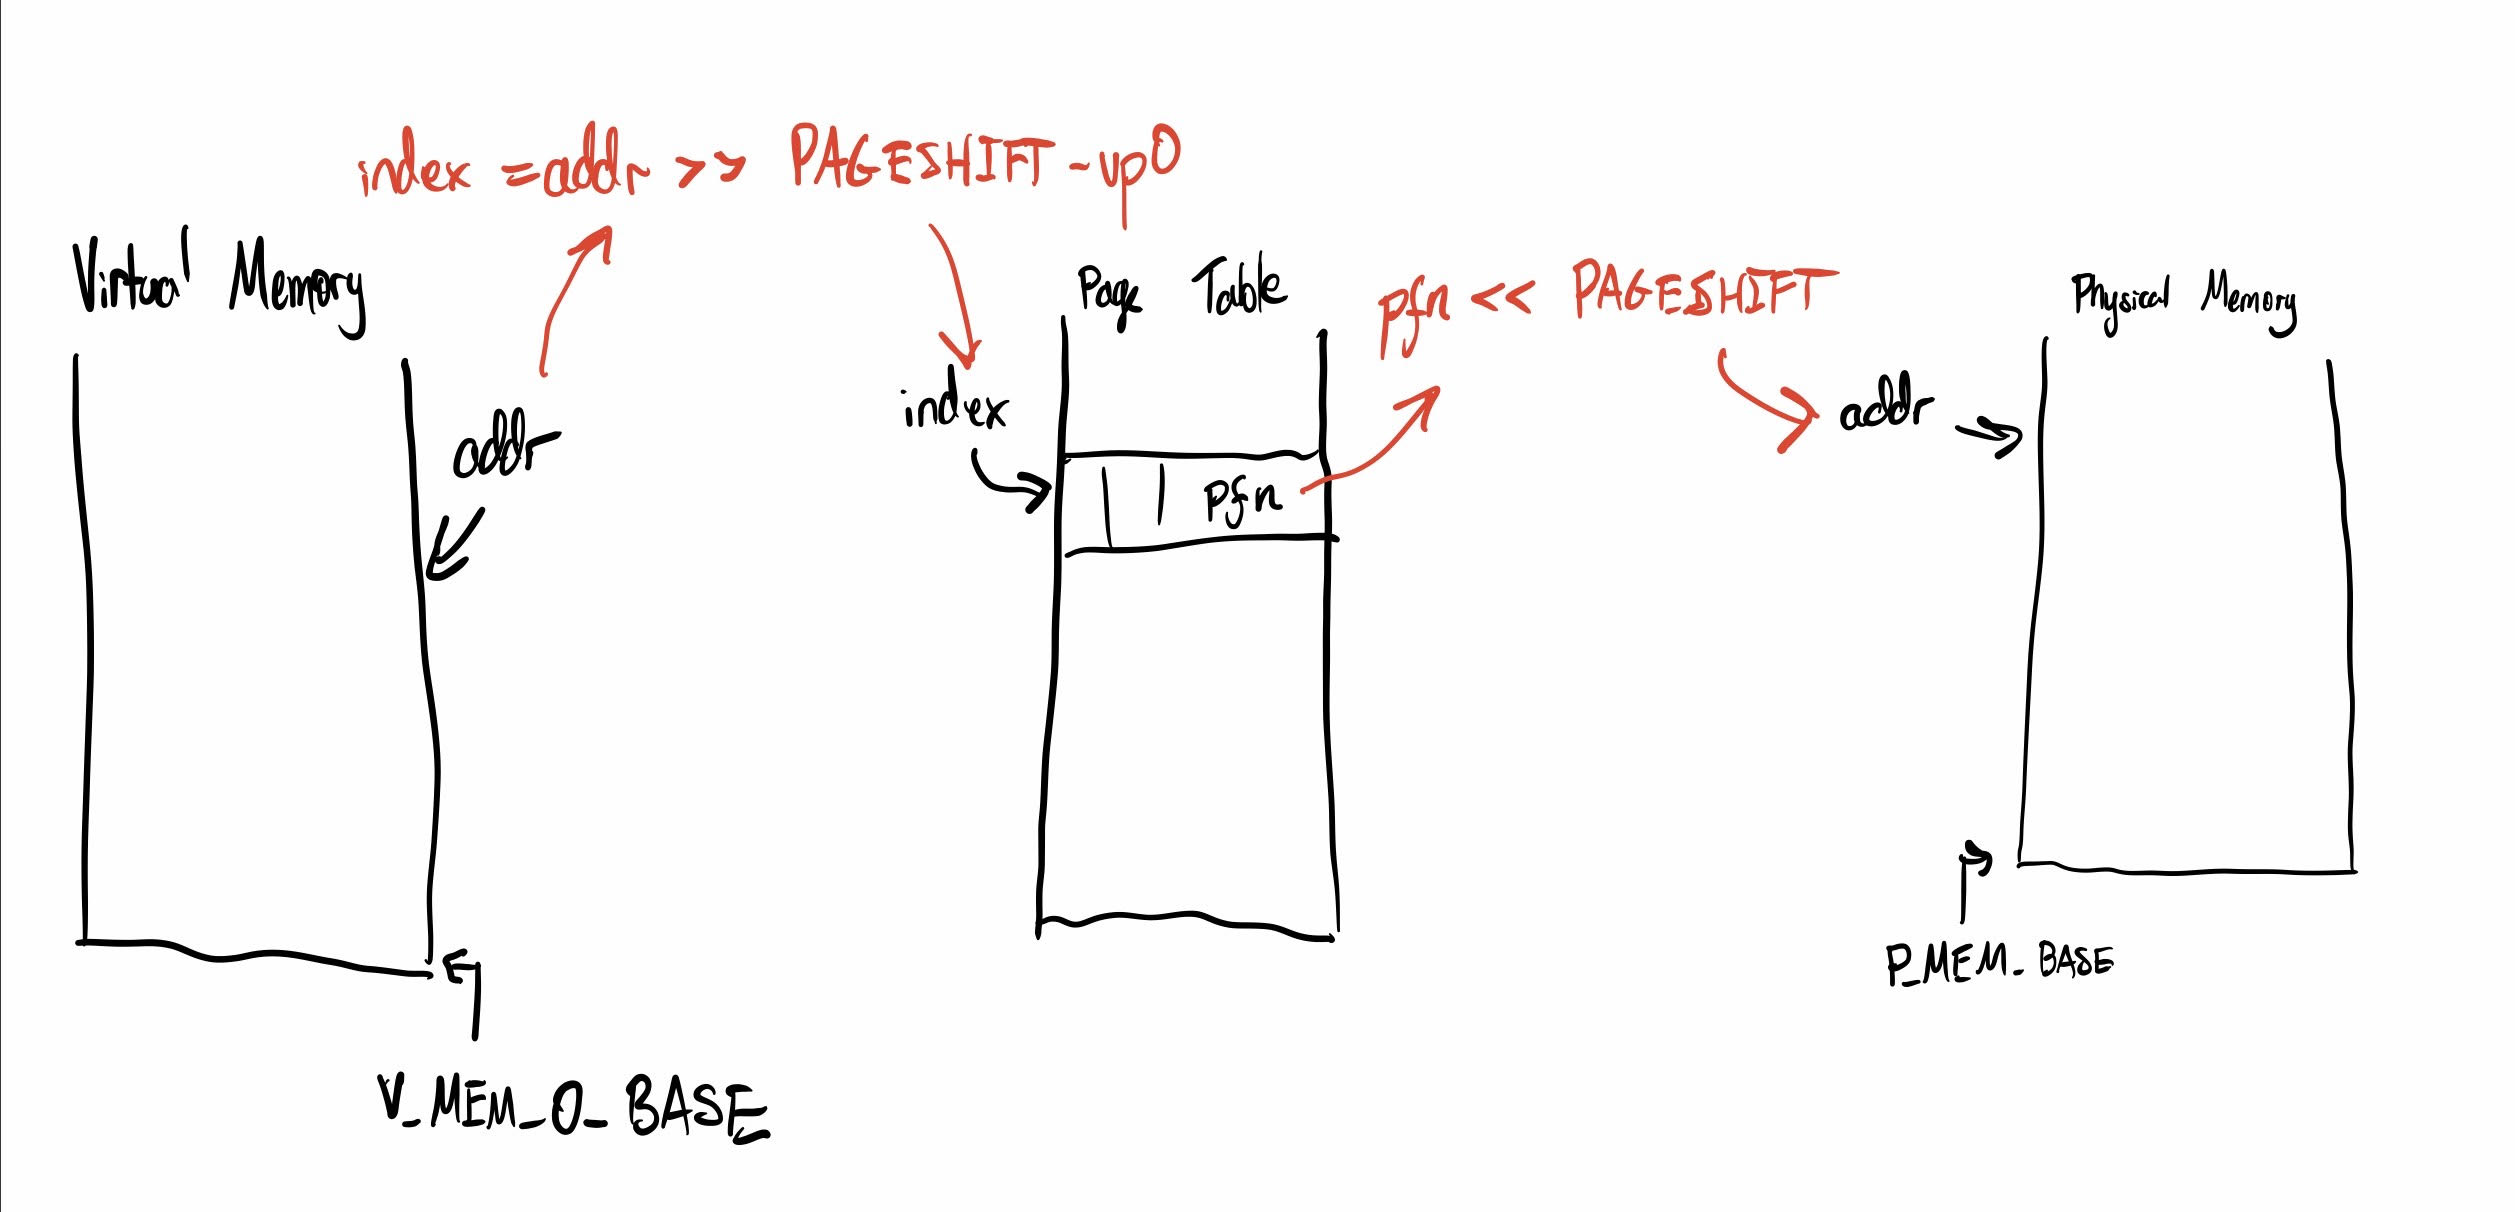 index = addr >> PAGESHIFT - vp0
Virtual Memory
Page Table
pfn << PAGESHIFT
Physical Memory
addr
index
addr
pfn
P_MEM_BASE
V_MEM_0_BASE